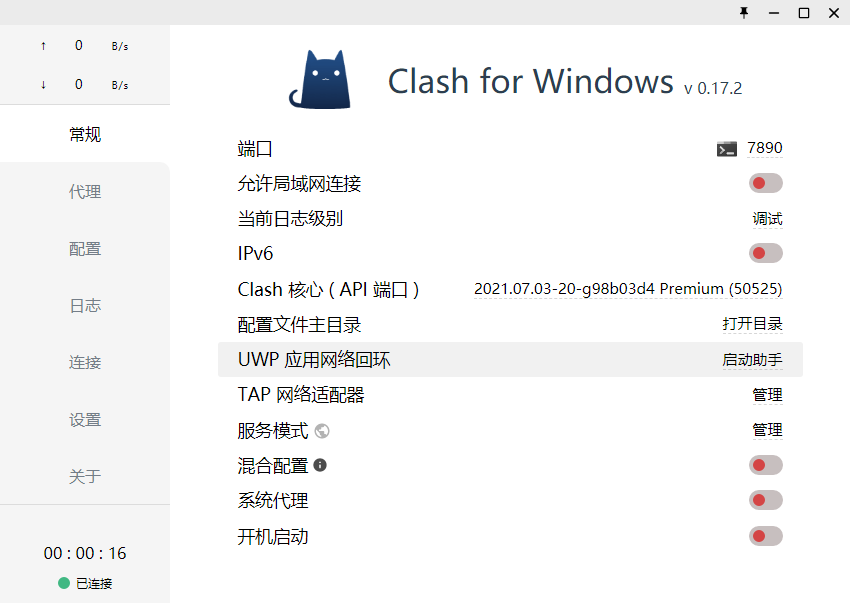 ↑ 0 B/s
↓ 0 B/s
常规
代理
配置
日志
连接
设置
关于
00 : 00 : 16
已连接
Clash for Windows v 0.17.2
端口 7890
允许局域网连接
当前日志级别 调试
IPv6
Clash 核心 ( API 端口 ) 2021.07.03-20-g98b03d4 Premium (50525)
配置文件主目录 打开目录
UWP 应用网络回环 启动助手
TAP 网络适配器 管理
服务模式 管理
混合配置
系统代理
开机启动